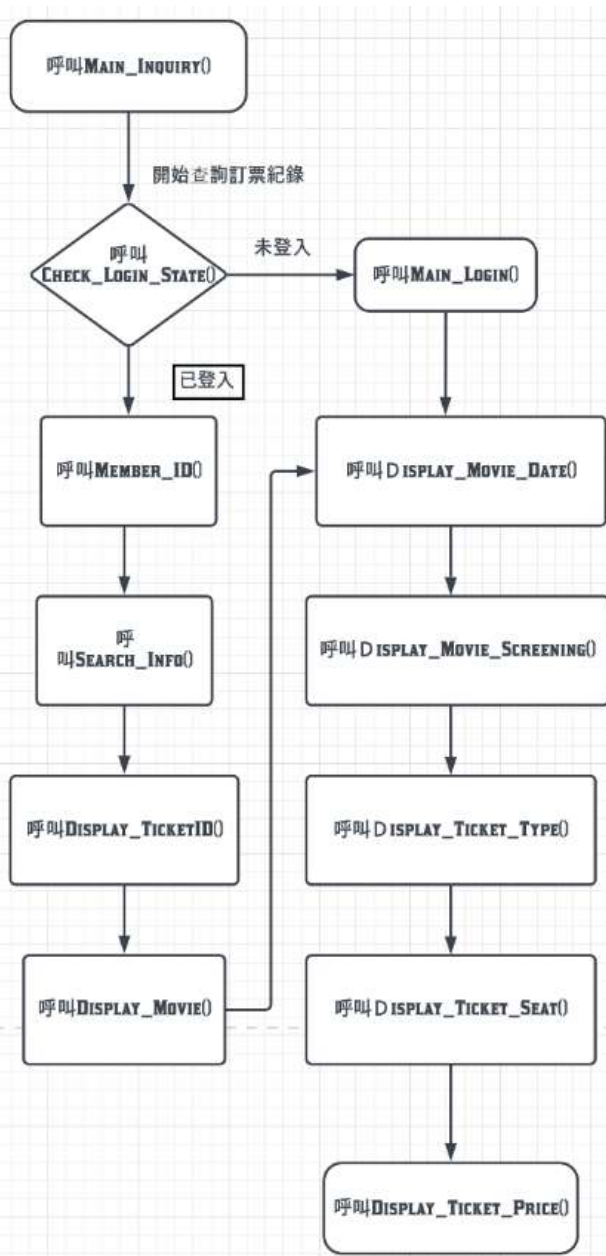 呼叫MAIN_INQUIRY()
開始查詢訂票紀錄
呼叫
CHECK_LOGIN_STATE()
未登入
呼叫MAIN_LOGIN()
已登入
呼叫MEMBER_ID()
呼
叫SEARCH_INFO()
呼叫DISPLAY_TICKETID()
呼叫DISPLAY_MOVIE()
呼叫DISPLAY_MOVIE_DATE()
呼叫DISPLAY_MOVIE_SCREENING()
呼叫DISPLAY_TICKET_TYPE()
呼叫DISPLAY_TICKET_SEAT()
呼叫DISPLAY_TICKET_PRICE()